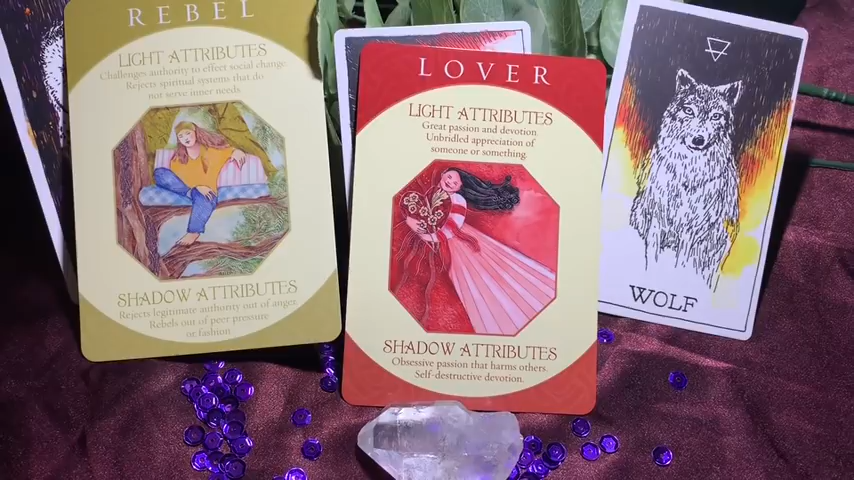 REBEL
LIGHT ATTRIBUTES
Challenges authority to effect social change.
Rejects spiritual systems that do
not serve inner needs.
SHADOW ATTRIBUTES
Rejects legitimate authority out of anger.
Rebels out of peer pressure
or fashion.
LOVER
LIGHT ATTRIBUTES
Great passion and devotion.
Unbridled appreciation of
someone or something.
SHADOW ATTRIBUTES
Obsessive passion that harms others.
Self-destructive devotion.
WOLF